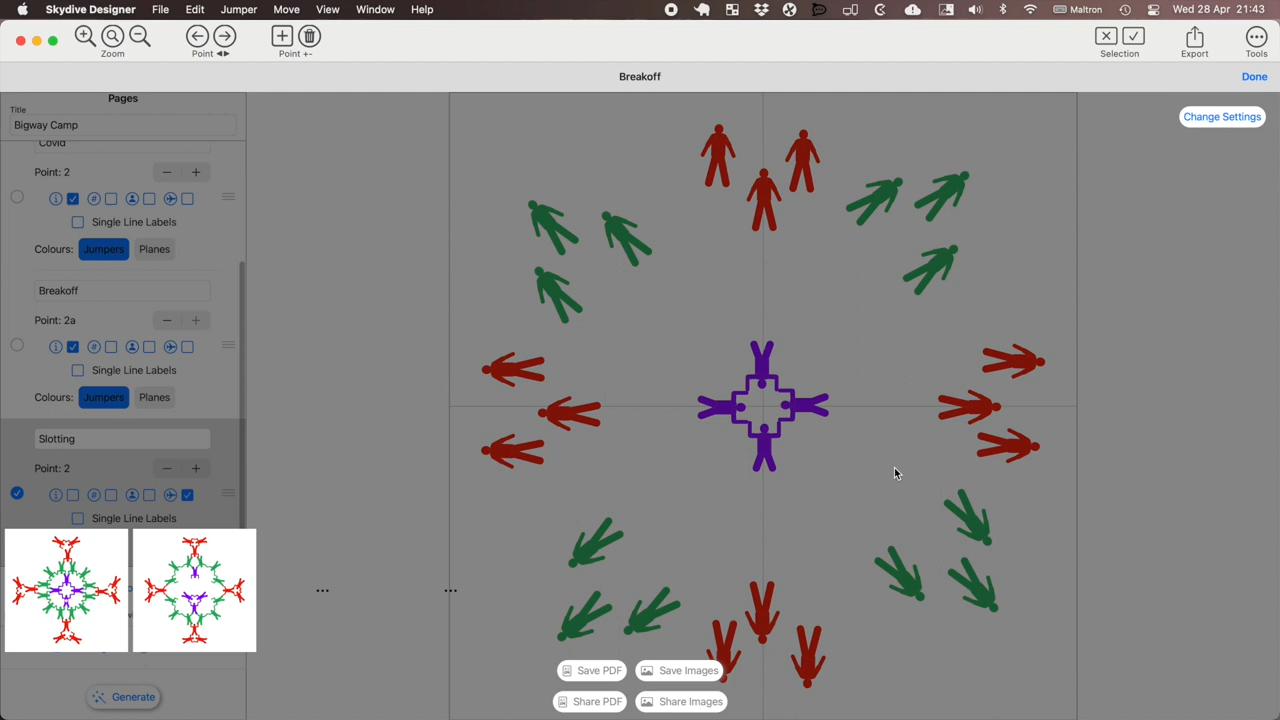 Skydive Designer File Edit Jumper Move View Window Help Maltron Wed 28 Apr 21:43
Zoom Point Point +- Selection Export Tools
Breakoff Done
Pages
Change Settings
Title
Bigway Camp
Covid
Point: 2
Single Line Labels
Colours: Jumpers Planes
Breakoff
Point: 2a
Single Line Labels
Colours: Jumpers Planes
Slotting
Point: 2
Single Line Labels
... ...
Save PDF Save Images
Generate Share PDF Share Images